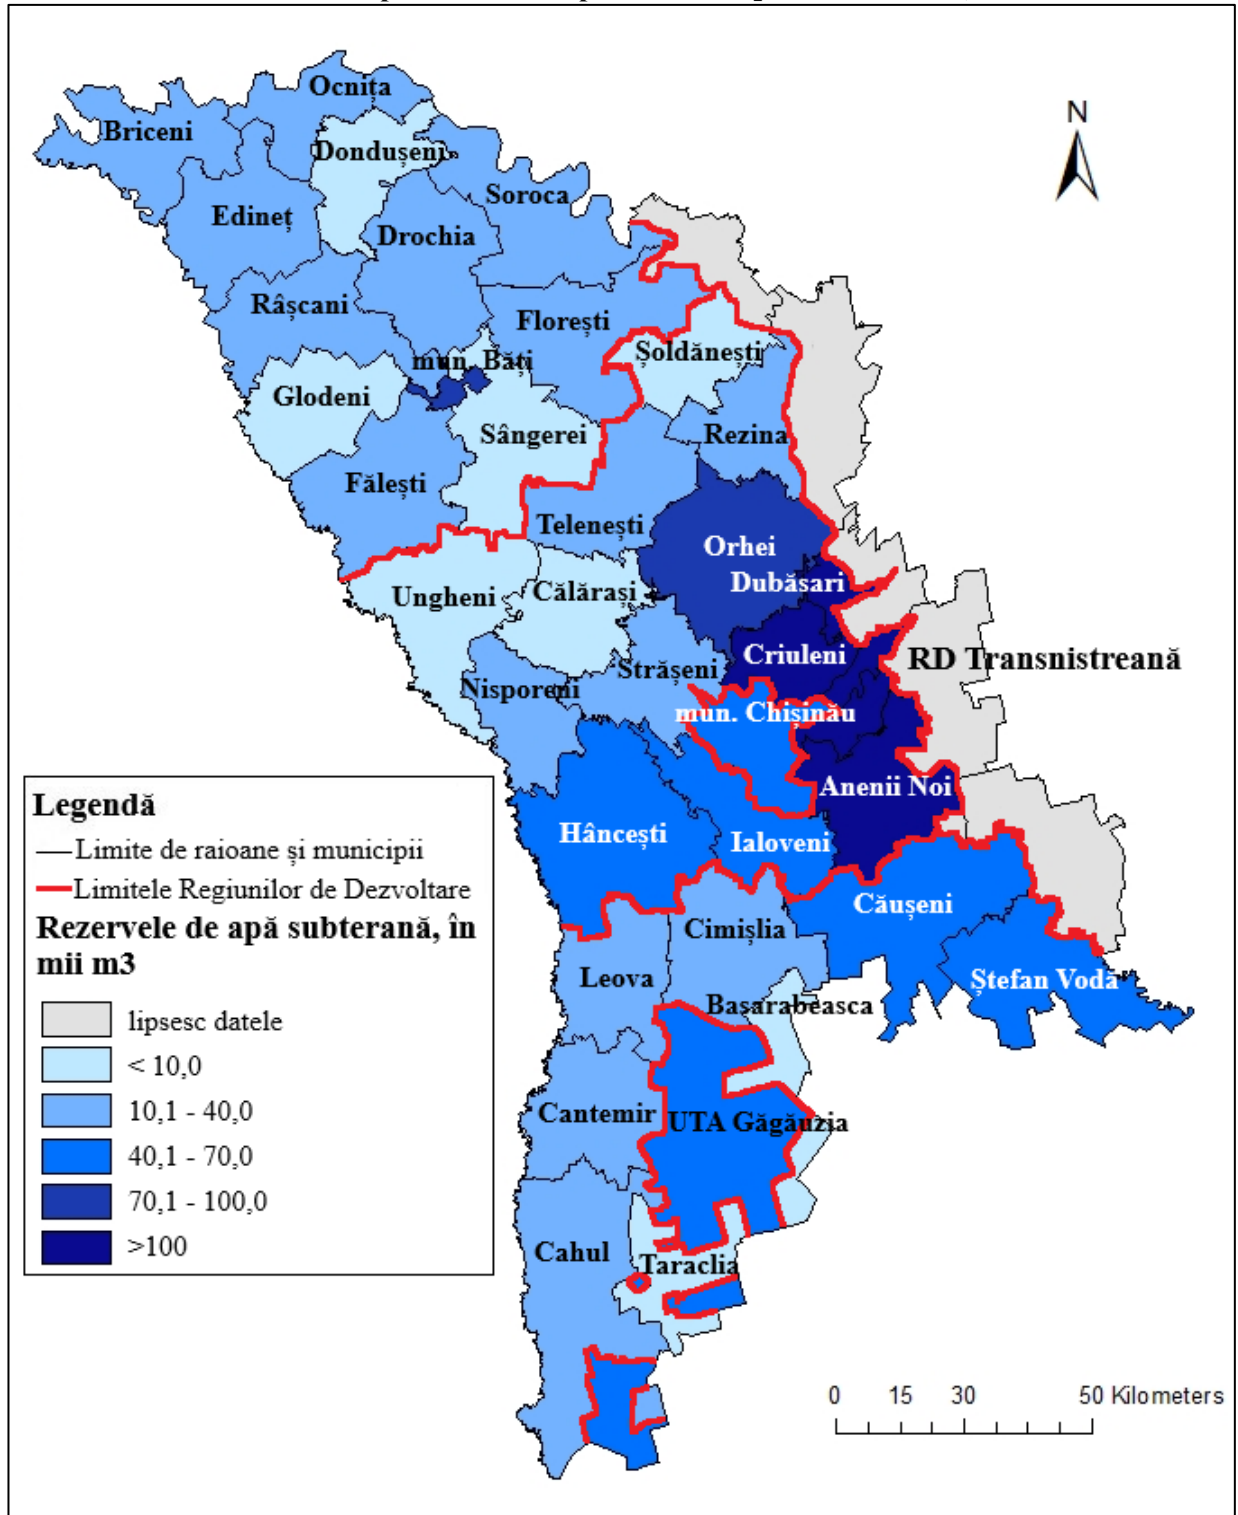 N
Ocnița
Briceni
Dondușeni
Soroca
Edineț
Drochia
Râșcani
Florești
Șoldănești
mun. Băți
Glodeni
Sângerei
Rezina
Fălești
Telenești
Orhei
Dubăsari
Ungheni
Călărași
Criuleni
RD Transnistreană
Strășeni
Nisporeni
mun. Chișinău
Anenii Noi
Hâncești
Ialoveni
Căușeni
Cimișlia
Leova
Ștefan Vodă
Basarabeasca
Cantemir
UTA Găgăuzia
Cahul
Taraclia
Legendă
Limite de raioane și municipii
Limitele Regiunilor de Dezvoltare
Rezervele de apă subterană, în
mii m3
lipsesc datele
< 10,0
10,1 - 40,0
40,1 - 70,0
70,1 - 100,0
>100
0 15 30 50 Kilometers